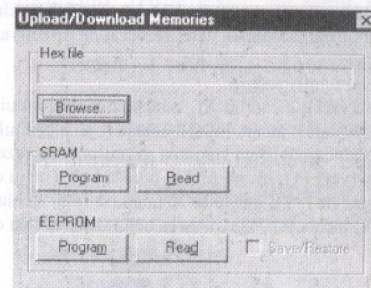 Upload/Download Memories
Hex file
Browse...
SRAM
Program Read
EEPROM
Program Read Save/Restore